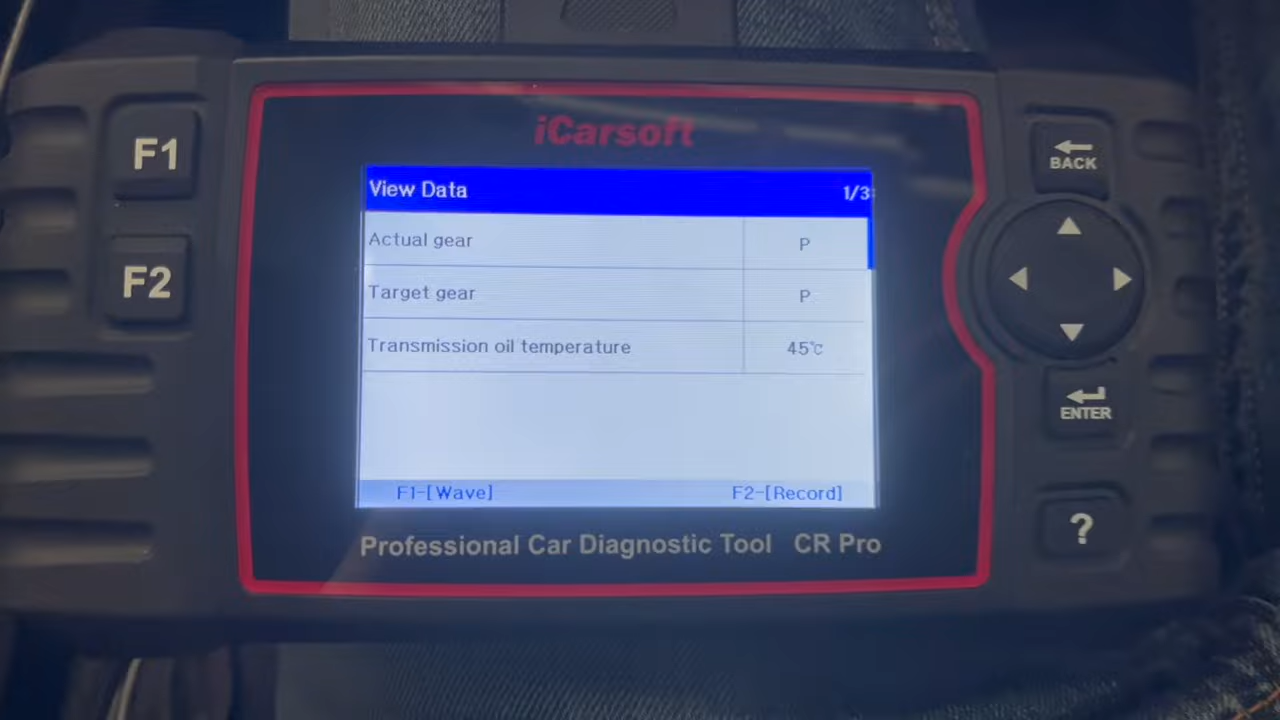 iCarsoft
F1
F2
BACK
View Data 1/3
Actual gear P
Target gear P
Transmission oil temperature 45℃
F1-[Wave] F2-[Record]
ENTER
?
Professional Car Diagnostic Tool CR Pro